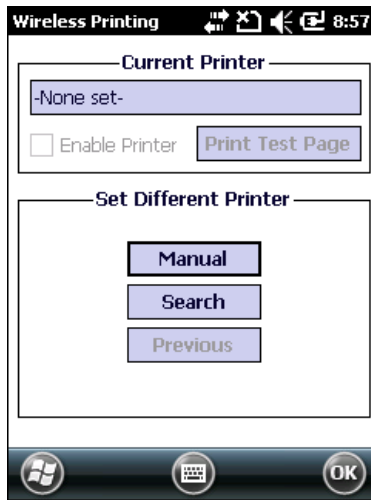 Wireless Printing 8:57
Current Printer
-None set-
Enable Printer Print Test Page
Set Different Printer
Manual
Search
Previous
OK